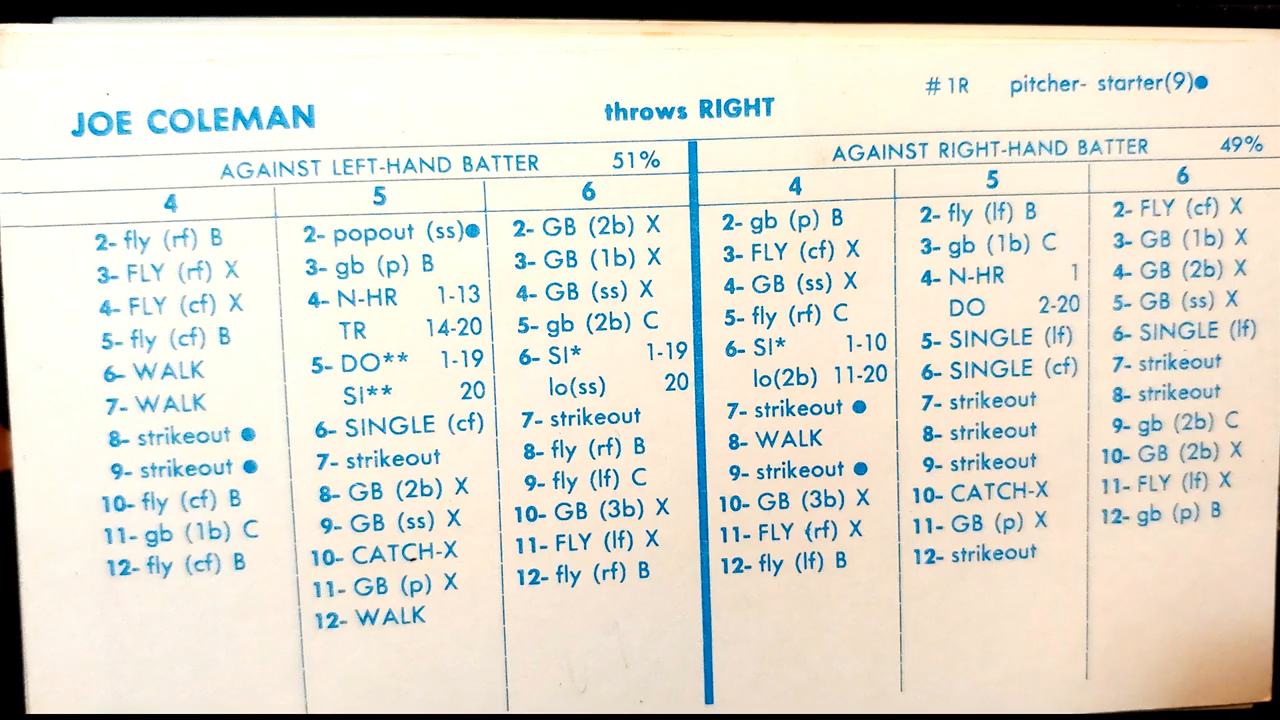 # 1R pitcher- starter(9)●
JOE COLEMAN throws RIGHT
AGAINST LEFT-HAND BATTER 51%
4
2- fly (rf) B
3- FLY (rf) X
4- FLY (cf) X
5- fly (cf) B
6- WALK
7- WALK
8- strikeout ●
9- strikeout ●
10- fly (cf) B
11- gb (1b) C
12- fly (cf) B
5
2- popout (ss)●
3- gb (p) B
4- N-HR 1-13
TR 14-20
5- DO** 1-19
SI** 20
6- SINGLE (cf)
7- strikeout
8- GB (2b) X
9- GB (ss) X
10- CATCH-X
11- GB (p) X
12- WALK
6
2- GB (2b) X
3- GB (1b) X
4- GB (ss) X
5- gb (2b) C
6- SI* 1-19
lo(ss) 20
7- strikeout
8- fly (rf) B
9- fly (lf) C
10- GB (3b) X
11- FLY (lf) X
12- fly (rf) B
AGAINST RIGHT-HAND BATTER 49%
4
2- gb (p) B
3- FLY (cf) X
4- GB (ss) X
5- fly (rf) C
6- SI* 1-10
lo(2b) 11-20
7- strikeout ●
8- WALK
9- strikeout ●
10- GB (3b) X
11- FLY (rf) X
12- fly (lf) B
5
2- fly (lf) B
3- gb (1b) C
4- N-HR 1
DO 2-20
5- SINGLE (lf)
6- SINGLE (cf)
7- strikeout
8- strikeout
9- strikeout
10- CATCH-X
11- GB (p) X
12- strikeout
6
2- FLY (cf) X
3- GB (1b) X
4- GB (2b) X
5- GB (ss) X
6- SINGLE (lf)
7- strikeout
8- strikeout
9- gb (2b) C
10- GB (2b) X
11- FLY (lf) X
12- gb (p) B